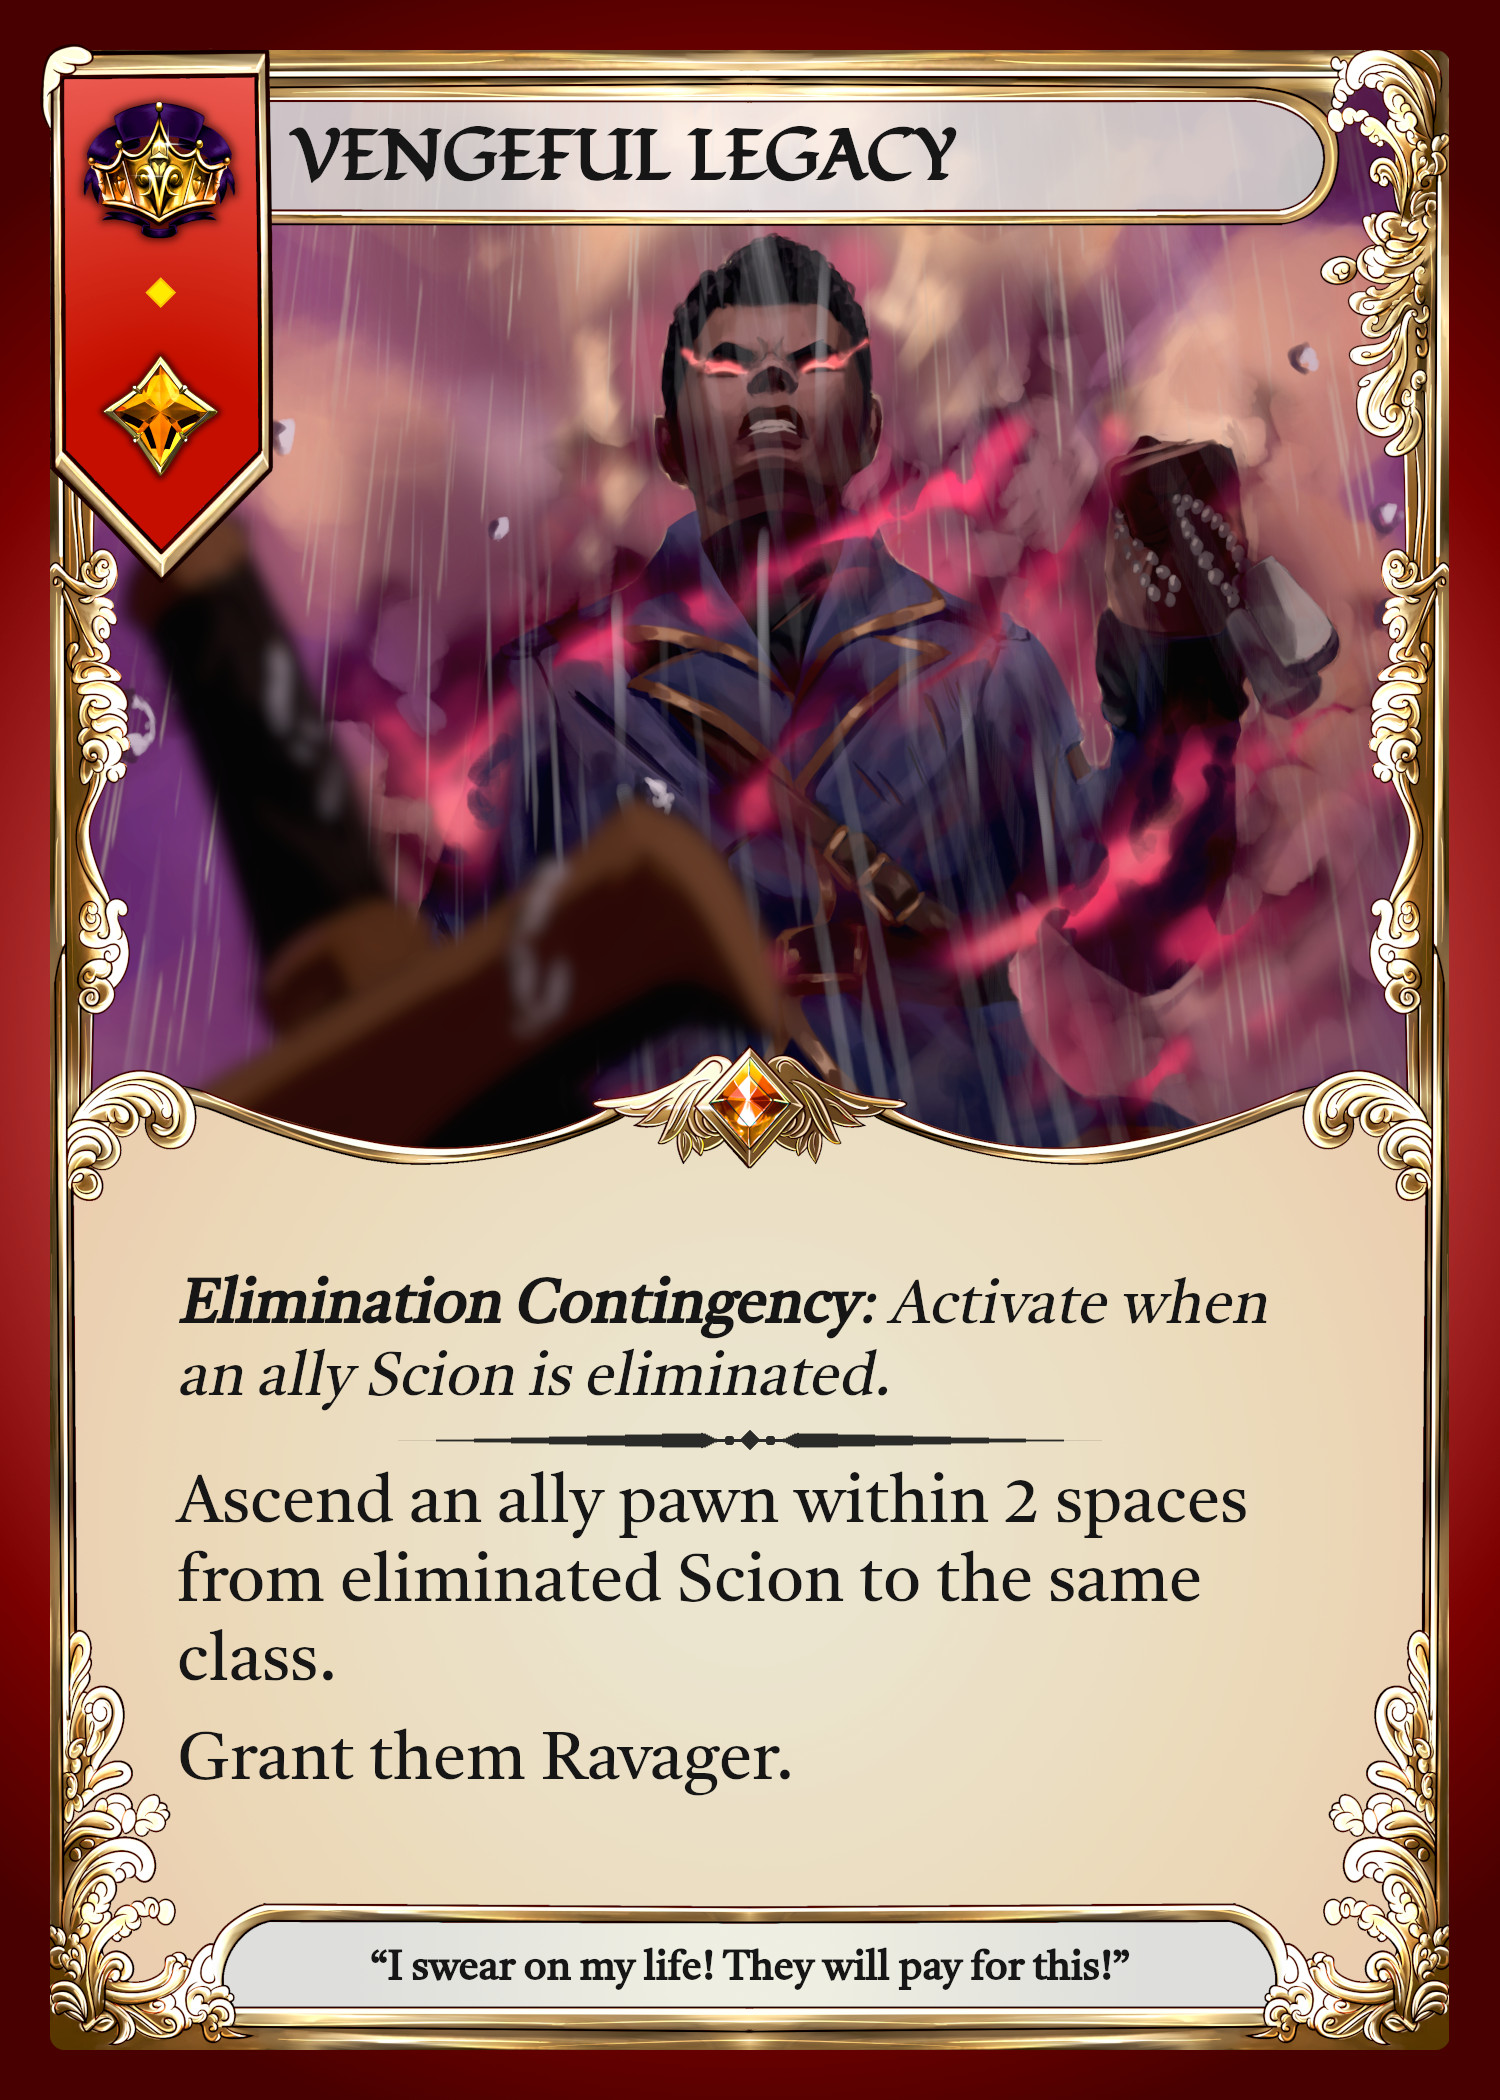 VENGEFUL LEGACY
Elimination Contingency: Activate when
an ally Scion is eliminated.
Ascend an ally pawn within 2 spaces
from eliminated Scion to the same
class.
Grant them Ravager.
“I swear on my life! They will pay for this!”